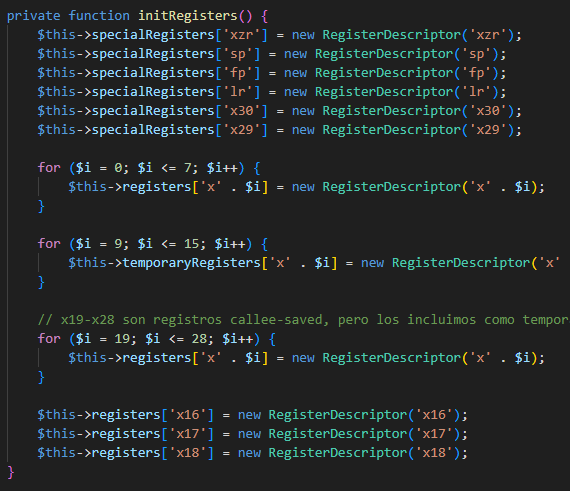 private function initRegisters() {
    $this->specialRegisters['xzr'] = new RegisterDescriptor('xzr');
    $this->specialRegisters['sp'] = new RegisterDescriptor('sp');
    $this->specialRegisters['fp'] = new RegisterDescriptor('fp');
    $this->specialRegisters['lr'] = new RegisterDescriptor('lr');
    $this->specialRegisters['x30'] = new RegisterDescriptor('x30');
    $this->specialRegisters['x29'] = new RegisterDescriptor('x29');

    for ($i = 0; $i <= 7; $i++) {
        $this->registers['x' . $i] = new RegisterDescriptor('x' . $i);
    }

    for ($i = 9; $i <= 15; $i++) {
        $this->temporaryRegisters['x' . $i] = new RegisterDescriptor('x'
    }

    // x19-x28 son registros callee-saved, pero los incluimos como tempor
    for ($i = 19; $i <= 28; $i++) {
        $this->registers['x' . $i] = new RegisterDescriptor('x' . $i);
    }

    $this->registers['x16'] = new RegisterDescriptor('x16');
    $this->registers['x17'] = new RegisterDescriptor('x17');
    $this->registers['x18'] = new RegisterDescriptor('x18');
}